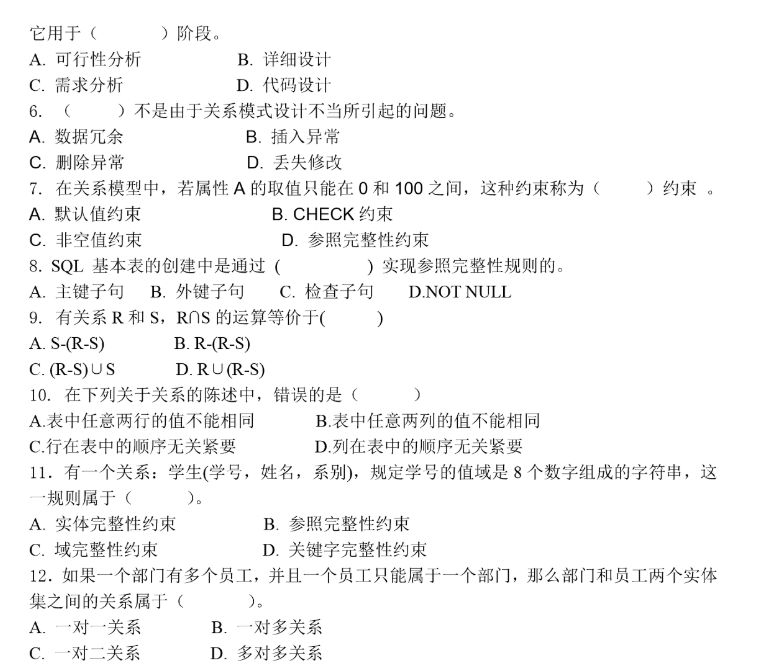 它用于（ ）阶段。
A. 可行性分析 B. 详细设计
C. 需求分析 D. 代码设计
6. （ ）不是由于关系模式设计不当所引起的问题。
A. 数据冗余 B. 插入异常
C. 删除异常 D. 丢失修改
7. 在关系模型中，若属性 A 的取值只能在 0 和 100 之间，这种约束称为（ ）约束 。
A. 默认值约束 B. CHECK 约束
C. 非空值约束 D. 参照完整性约束
8. SQL 基本表的创建中是通过 ( ) 实现参照完整性规则的。
A. 主键子句 B. 外键子句 C. 检查子句 D.NOT NULL
9. 有关系 R 和 S，R∩S 的运算等价于( )
A. S-(R-S) B. R-(R-S)
C. (R-S)∪S D. R∪(R-S)
10. 在下列关于关系的陈述中，错误的是（ ）
A.表中任意两行的值不能相同 B.表中任意两列的值不能相同
C.行在表中的顺序无关紧要 D.列在表中的顺序无关紧要
11．有一个关系：学生(学号，姓名，系别)，规定学号的值域是 8 个数字组成的字符串，这
一规则属于（ ）。
A. 实体完整性约束 B. 参照完整性约束
C. 域完整性约束 D. 关键字完整性约束
12．如果一个部门有多个员工，并且一个员工只能属于一个部门，那么部门和员工两个实体
集之间的关系属于（ ）。
A. 一对一关系 B. 一对多关系
C. 一对二关系 D. 多对多关系